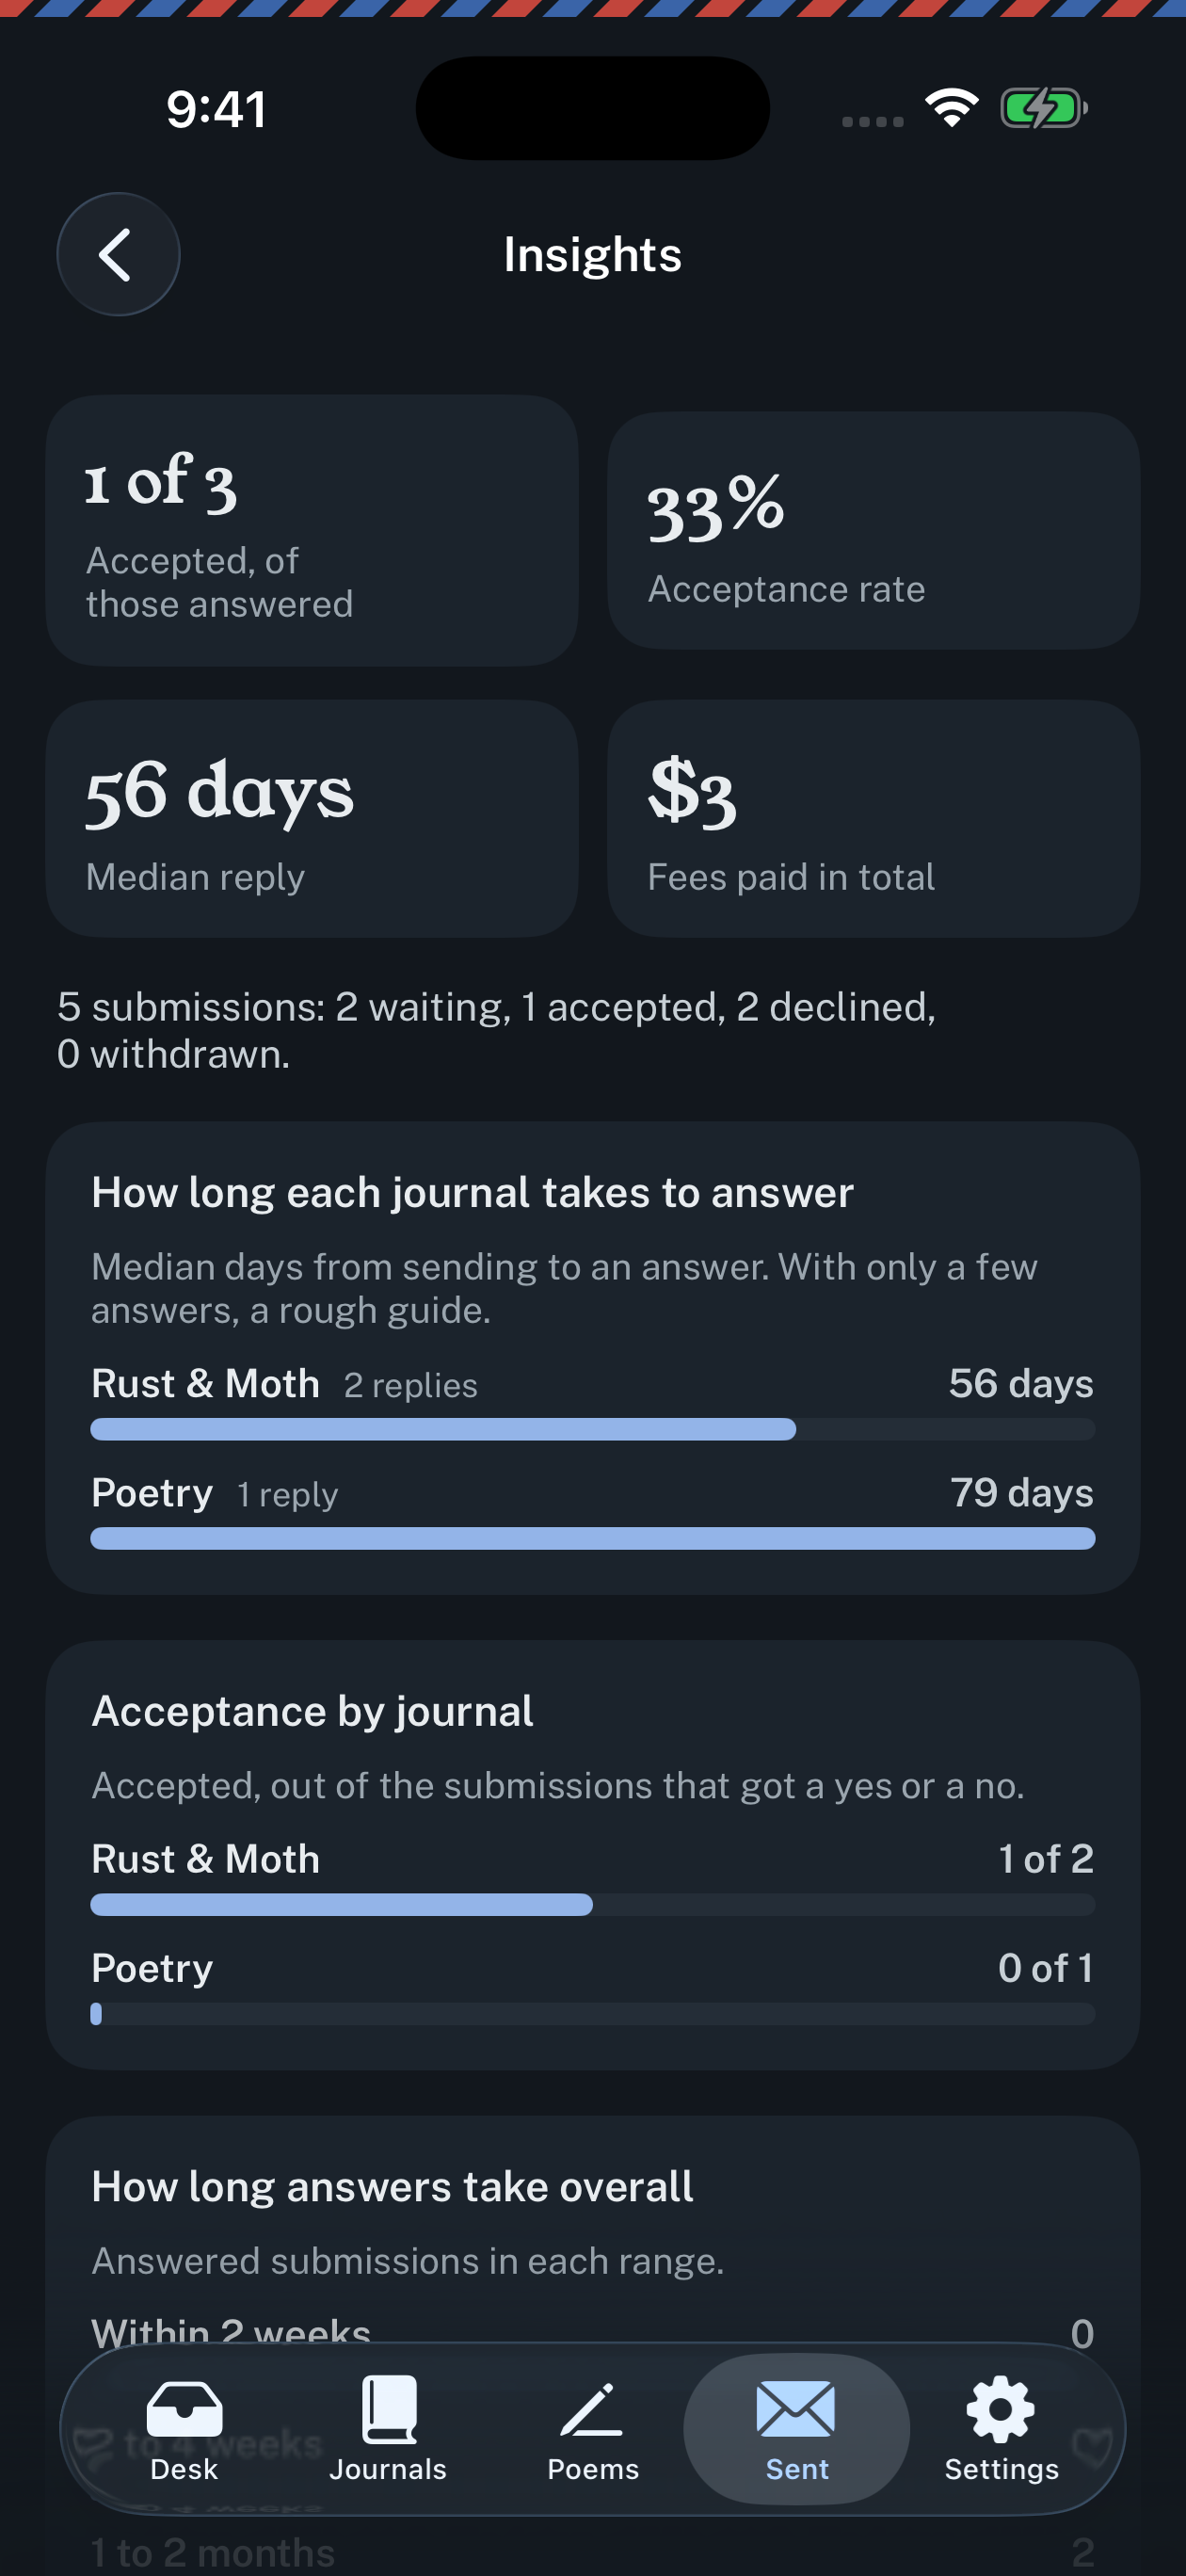 9:41
Insights
1 of 3
Accepted, of
those answered
33%
Acceptance rate
56 days
Median reply
$3
Fees paid in total
5 submissions: 2 waiting, 1 accepted, 2 declined,
0 withdrawn.
How long each journal takes to answer
Median days from sending to an answer. With only a few
answers, a rough guide.
Rust & Moth 2 replies 56 days
Poetry 1 reply 79 days
Acceptance by journal
Accepted, out of the submissions that got a yes or a no.
Rust & Moth 1 of 2
Poetry 0 of 1
How long answers take overall
Answered submissions in each range.
Within 2 weeks 0
to 4 weeks
Desk Journals Poems Sent Settings
1 to 2 months 2